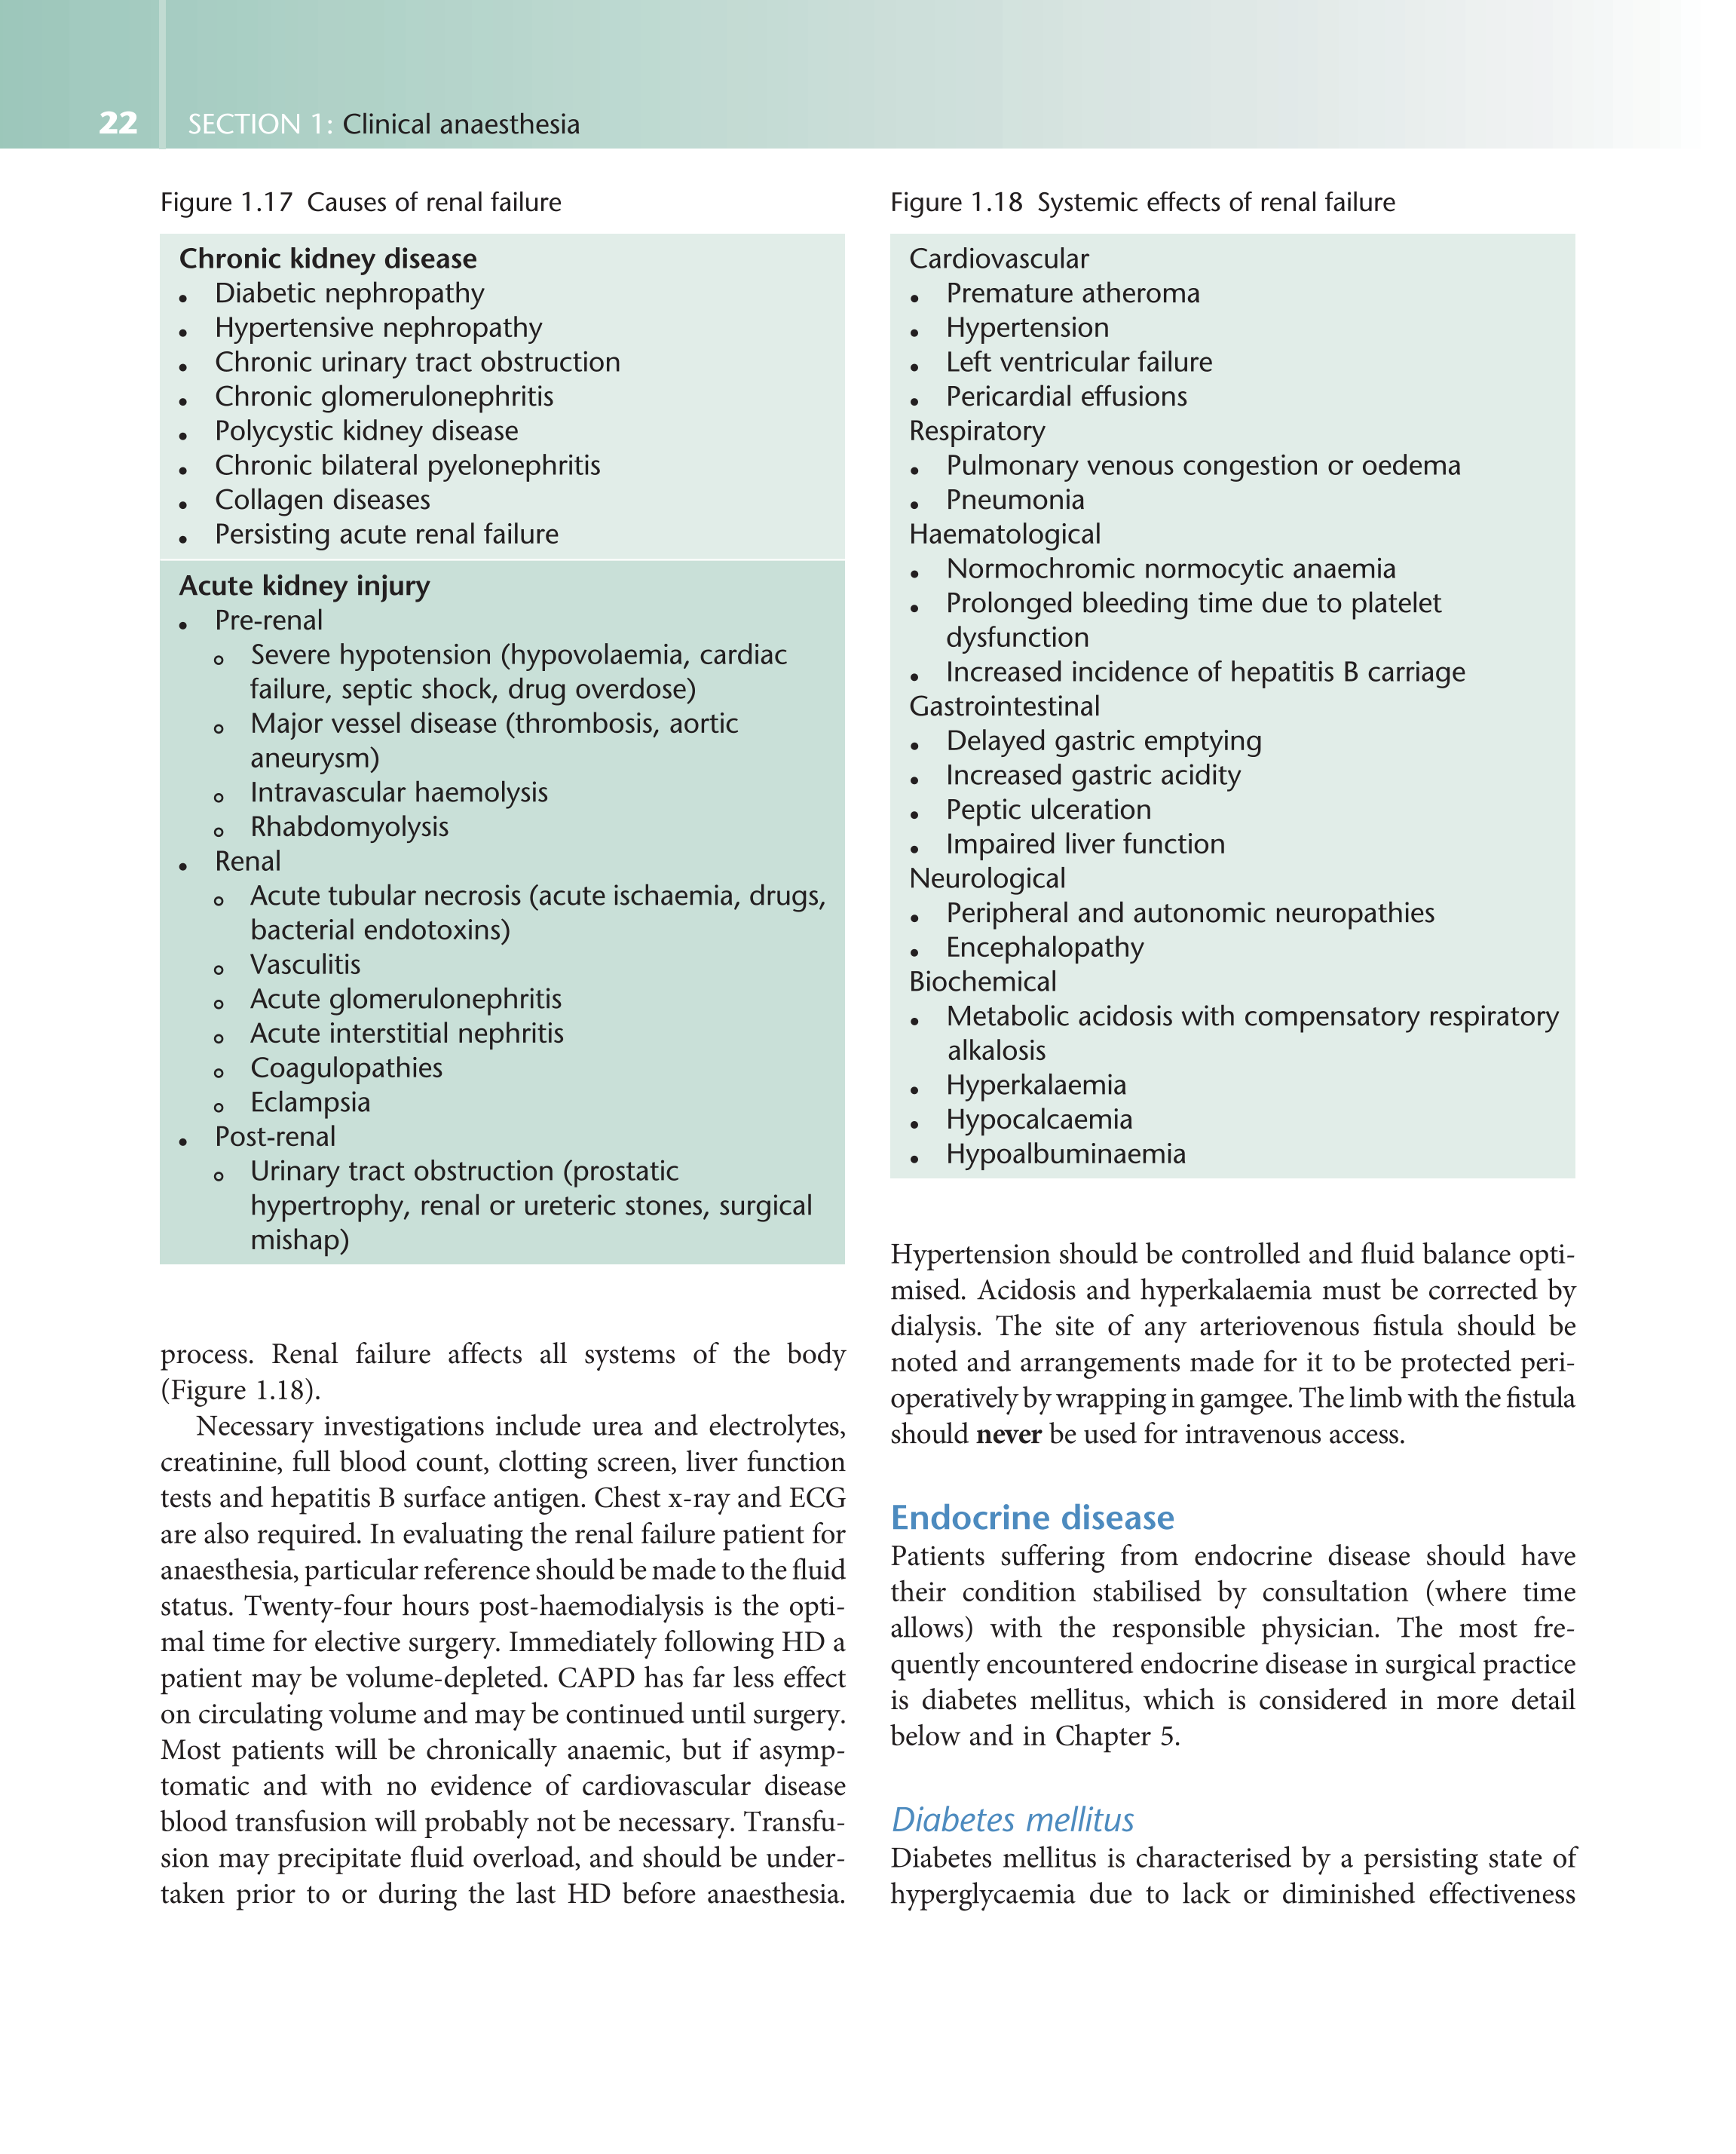 22 SECTION 1: Clinical anaesthesia
Figure 1.17 Causes of renal failure
Chronic kidney disease
• Diabetic nephropathy
• Hypertensive nephropathy
• Chronic urinary tract obstruction
• Chronic glomerulonephritis
• Polycystic kidney disease
• Chronic bilateral pyelonephritis
• Collagen diseases
• Persisting acute renal failure
Acute kidney injury
• Pre-renal
o Severe hypotension (hypovolaemia, cardiac
failure, septic shock, drug overdose)
o Major vessel disease (thrombosis, aortic
aneurysm)
o Intravascular haemolysis
o Rhabdomyolysis
• Renal
o Acute tubular necrosis (acute ischaemia, drugs,
bacterial endotoxins)
o Vasculitis
o Acute glomerulonephritis
o Acute interstitial nephritis
o Coagulopathies
o Eclampsia
• Post-renal
o Urinary tract obstruction (prostatic
hypertrophy, renal or ureteric stones, surgical
mishap)
process. Renal failure affects all systems of the body
(Figure 1.18).
Necessary investigations include urea and electrolytes,
creatinine, full blood count, clotting screen, liver function
tests and hepatitis B surface antigen. Chest x-ray and ECG
are also required. In evaluating the renal failure patient for
anaesthesia, particular reference should be made to the fluid
status. Twenty-four hours post-haemodialysis is the opti-
mal time for elective surgery. Immediately following HD a
patient may be volume-depleted. CAPD has far less effect
on circulating volume and may be continued until surgery.
Most patients will be chronically anaemic, but if asymp-
tomatic and with no evidence of cardiovascular disease
blood transfusion will probably not be necessary. Transfu-
sion may precipitate fluid overload, and should be under-
taken prior to or during the last HD before anaesthesia.
Figure 1.18 Systemic effects of renal failure
Cardiovascular
• Premature atheroma
• Hypertension
• Left ventricular failure
• Pericardial effusions
Respiratory
• Pulmonary venous congestion or oedema
• Pneumonia
Haematological
• Normochromic normocytic anaemia
• Prolonged bleeding time due to platelet
dysfunction
• Increased incidence of hepatitis B carriage
Gastrointestinal
• Delayed gastric emptying
• Increased gastric acidity
• Peptic ulceration
• Impaired liver function
Neurological
• Peripheral and autonomic neuropathies
• Encephalopathy
Biochemical
• Metabolic acidosis with compensatory respiratory
alkalosis
• Hyperkalaemia
• Hypocalcaemia
• Hypoalbuminaemia
Hypertension should be controlled and fluid balance opti-
mised. Acidosis and hyperkalaemia must be corrected by
dialysis. The site of any arteriovenous fistula should be
noted and arrangements made for it to be protected peri-
operatively by wrapping in gamgee. The limb with the fistula
should never be used for intravenous access.
Endocrine disease
Patients suffering from endocrine disease should have
their condition stabilised by consultation (where time
allows) with the responsible physician. The most fre-
quently encountered endocrine disease in surgical practice
is diabetes mellitus, which is considered in more detail
below and in Chapter 5.
Diabetes mellitus
Diabetes mellitus is characterised by a persisting state of
hyperglycaemia due to lack or diminished effectiveness